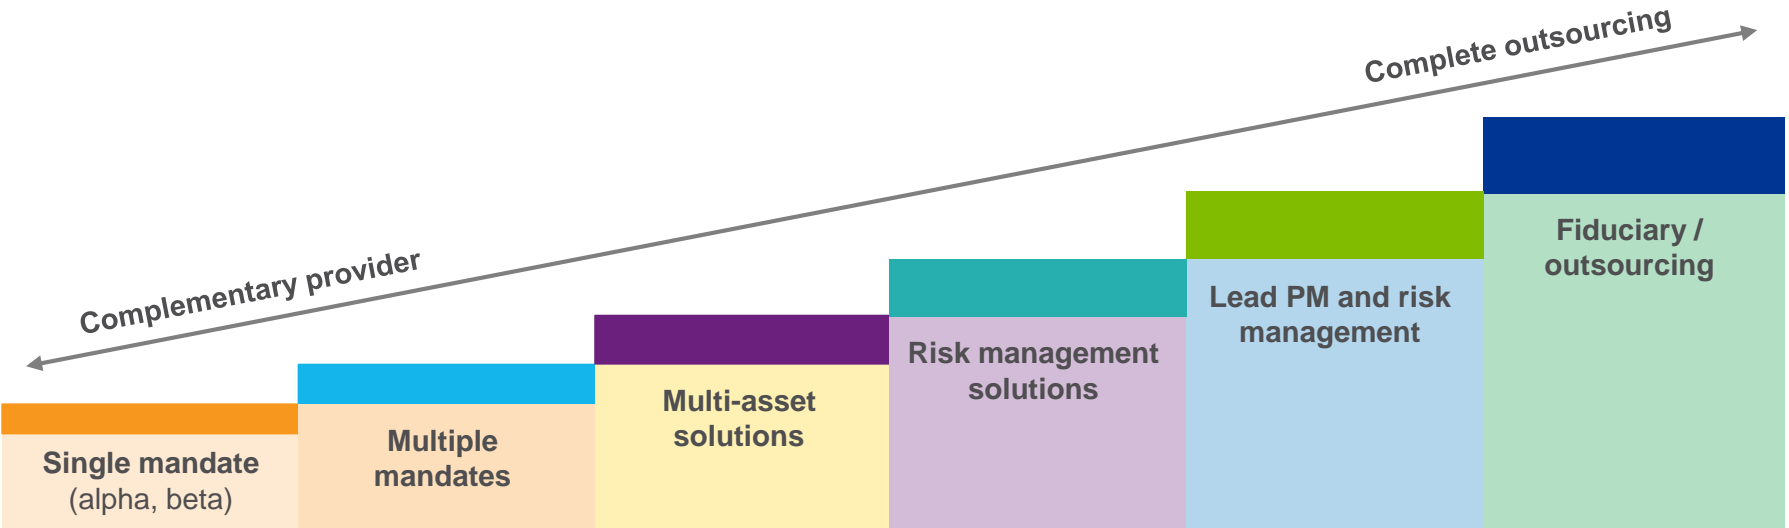 Complementary provider
Complete outsourcing
Single mandate
(alpha, beta)
Multiple
mandates
Multi-asset
solutions
Risk management
solutions
Lead PM and risk
management
Fiduciary /
outsourcing